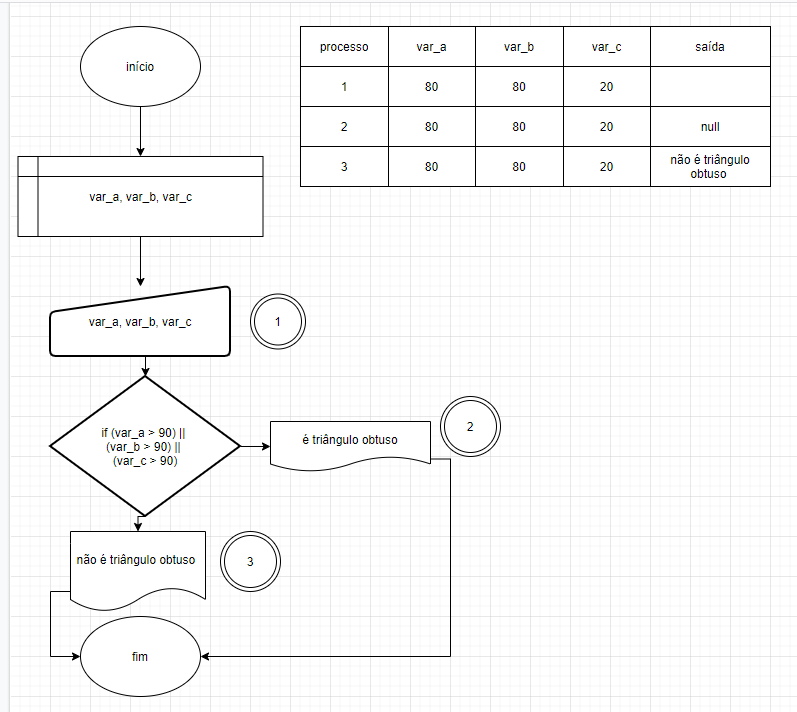 início
processo var_a var_b var_c saída
1 80 80 20
2 80 80 20 null
3 80 80 20 não é triângulo
obtuso
var_a, var_b, var_c
var_a, var_b, var_c
1
if (var_a > 90) ||
(var_b > 90) ||
(var_c > 90)
é triângulo obtuso
2
não é triângulo obtuso
3
fim